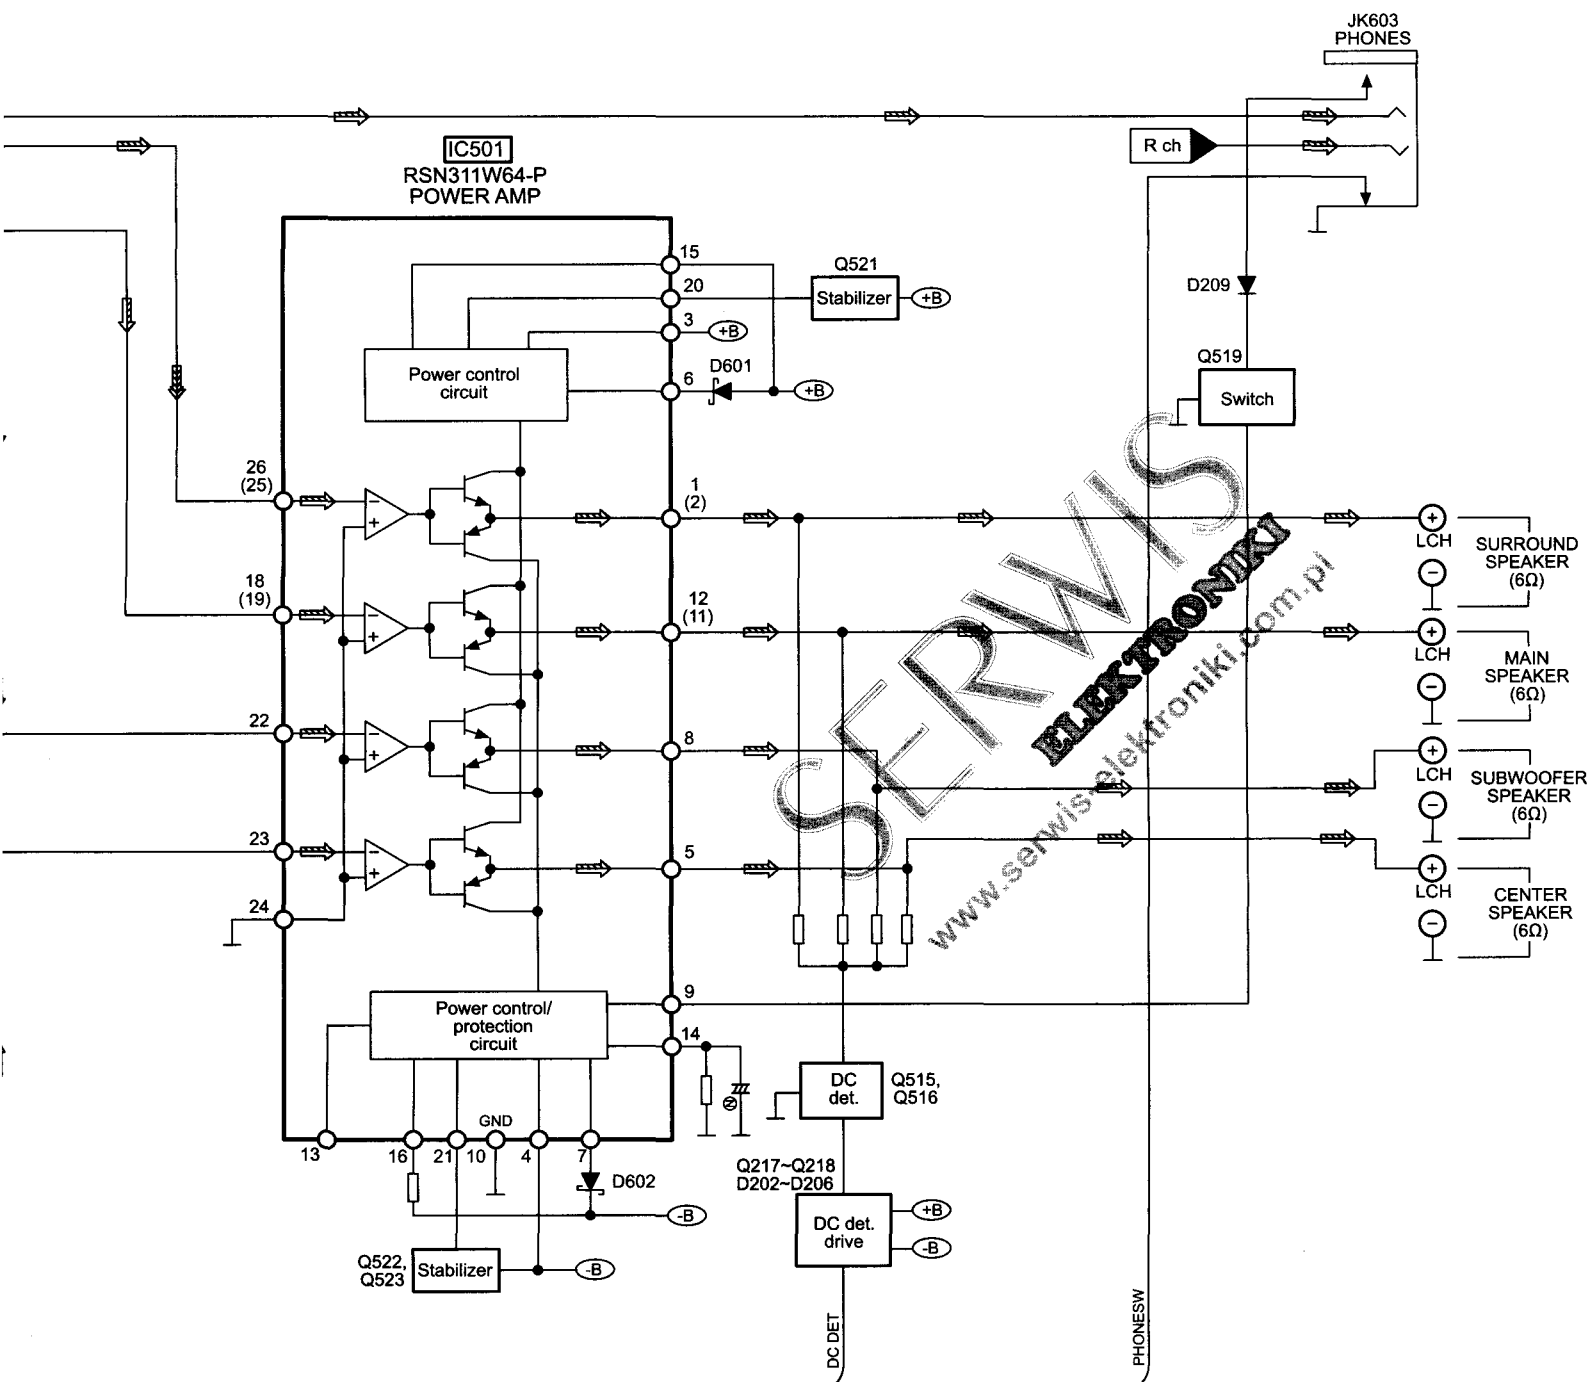 JK603
PHONES
R ch
IC501
RSN311W64-P
POWER AMP
15
Q521
20
Stabilizer
+B
3
+B
D209
D601
Power control
circuit
6
+B
Q519
Switch
26
(25)
-
+
1
(2)
+
LCH
-
SURROUND
SPEAKER
(6Ω)
18
(19)
-
+
12
(11)
+
LCH
-
MAIN
SPEAKER
(6Ω)
22
-
+
8
+
LCH
-
SUBWOOFER
SPEAKER
(6Ω)
23
-
+
5
+
LCH
-
CENTER
SPEAKER
(6Ω)
24
SERWIS
ELEKTRONIKI
www.serwis-elektroniki.com.pl
Power control/
protection
circuit
9
14
N
DC
det.
Q515,
Q516
GND
13
16
21
10
4
7
D602
-B
Q217~Q218
D202~D206
DC det.
drive
+B
-B
Q522,
Q523
Stabilizer
-B
DC DET
PHONESW